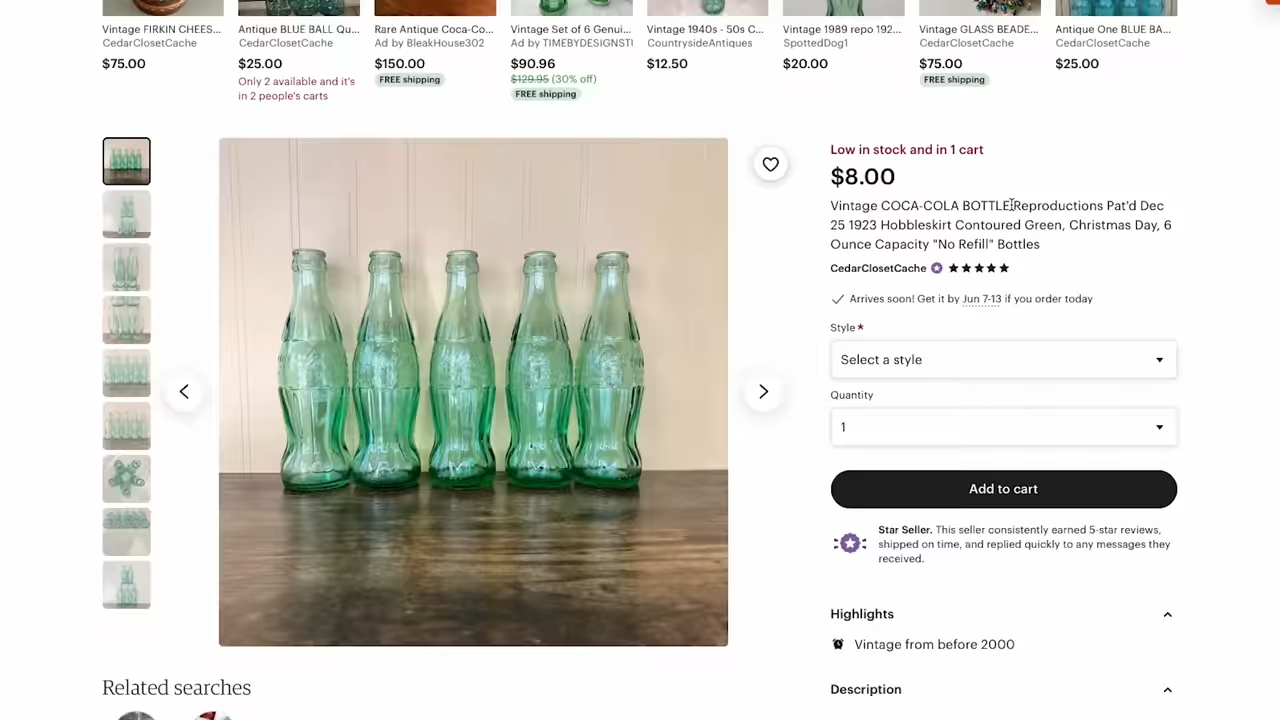 Vintage FIRKIN CHEES...
Antique BLUE BALL Qu...
Rare Antique Coca-Co...
Vintage Set of 6 Genui...
Vintage 1940s - 50s C...
Vintage 1989 repo 192...
Vintage GLASS BEADE...
Antique One BLUE BA...
CedarClosetCache
CedarClosetCache
Ad by BleakHouse302
Ad by TIMEBYDESIGNSTU
CountrysideAntiques
SpottedDog1
CedarClosetCache
CedarClosetCache
$75.00
$25.00
$150.00
$90.96
$12.50
$20.00
$75.00
$25.00
Only 2 available and it's
in 2 people's carts
FREE shipping
$129.95 (30% off)
FREE shipping
FREE shipping
Low in stock and in 1 cart
$8.00
Vintage COCA-COLA BOTTLE Reproductions Pat'd Dec
25 1923 Hobbleskirt Contoured Green, Christmas Day, 6
Ounce Capacity "No Refill" Bottles
CedarClosetCache
Arrives soon! Get it by Jun 7-13 if you order today
Style*
Select a style
Quantity
1
Add to cart
Star Seller. This seller consistently earned 5-star reviews,
shipped on time, and replied quickly to any messages they
received.
Highlights
Vintage from before 2000
Description
Related searches